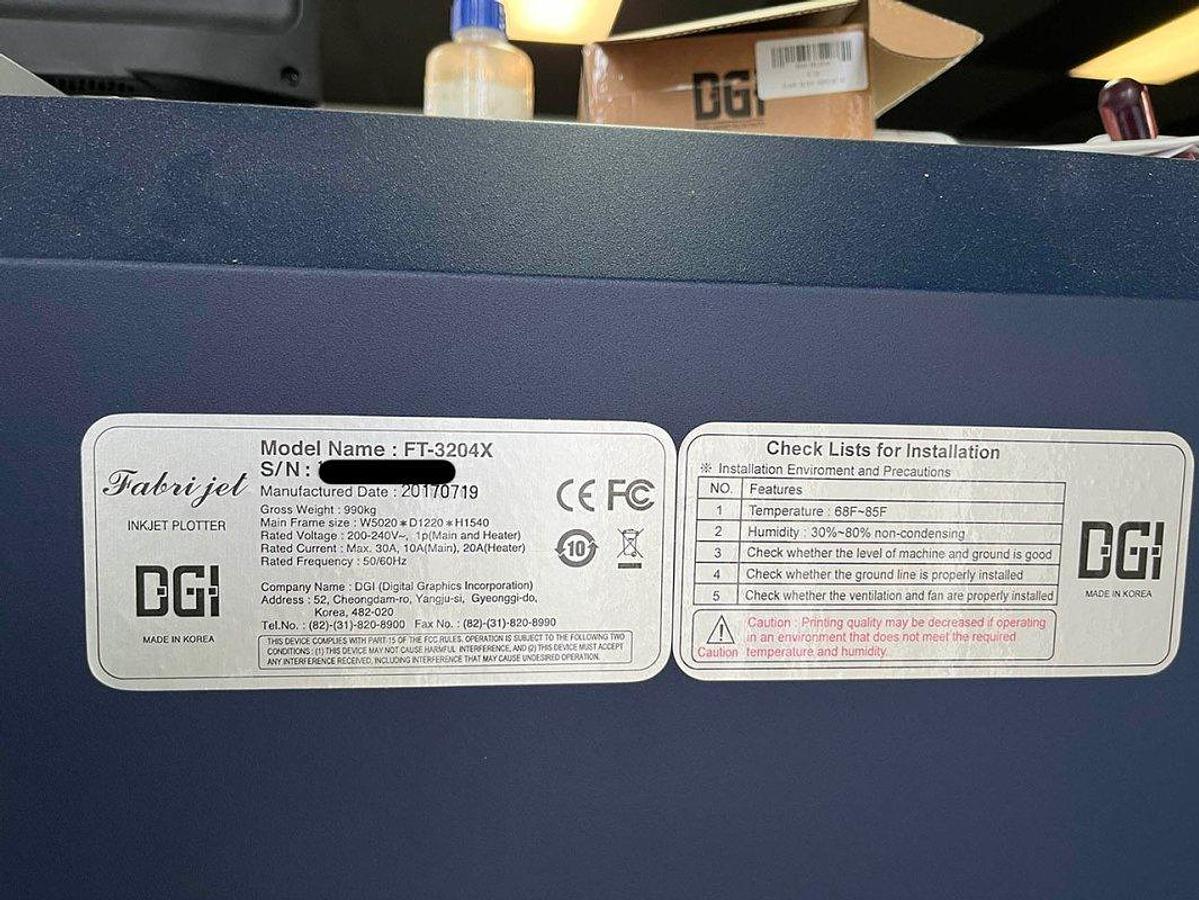 DGI
Fabrijet
INKJET PLOTTER
DGI
MADE IN KOREA
Model Name : FT-3204X
S/N :
Manufactured Date : 20170719
Gross Weight : 990kg
Main Frame size : W5020＊D1220＊H1540
Rated Voltage : 200-240V~, 1p(Main and Heater)
Rated Current : Max. 30A, 10A(Main), 20A(Heater)
Rated Frequency : 50/60Hz
Company Name : DGI (Digital Graphics Incorporation)
Address : 52, Cheongdam-ro, Yangju-si, Gyeonggi-do,
Korea, 482-020
Tel.No. : (82)-(31)-820-8900 Fax No. : (82)-(31)-820-8990
THIS DEVICE COMPLIES WITH PART 15 OF THE FCC RULES. OPERATION IS SUBJECT TO THE FOLLOWING TWO
CONDITIONS : (1) THIS DEVICE MAY NOT CAUSE HARMFUL INTERFERENCE, AND (2) THIS DEVICE MUST ACCEPT
ANY INTERFERENCE RECEIVED, INCLUDING INTERFERENCE THAT MAY CAUSE UNDESIRED OPERATION.
CE FC
10
Check Lists for Installation
※ Installation Enviroment and Precautions
NO. Features
1 Temperature : 68F~85F
2 Humidity : 30%~80% non-condensing
3 Check whether the level of machine and ground is good
4 Check whether the ground line is properly installed
5 Check whether the ventilation and fan are properly installed
Caution
Caution : Printing quality may be decreased if operating
in an environment that does not meet the required
temperature and humidity.
DGI
MADE IN KOREA